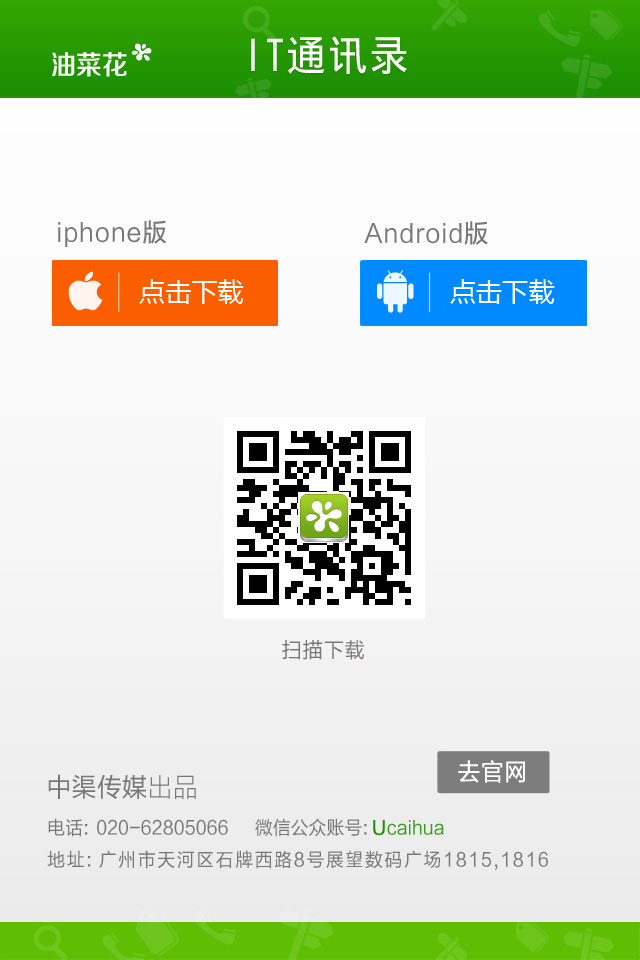 油菜花
IT通讯录
iphone版
Android版
点击下载
点击下载
扫描下载
中渠传媒出品
去官网
电话: 020-62805066 微信公众账号: Ucaihua
地址: 广州市天河区石牌西路8号展望数码广场1815,1816